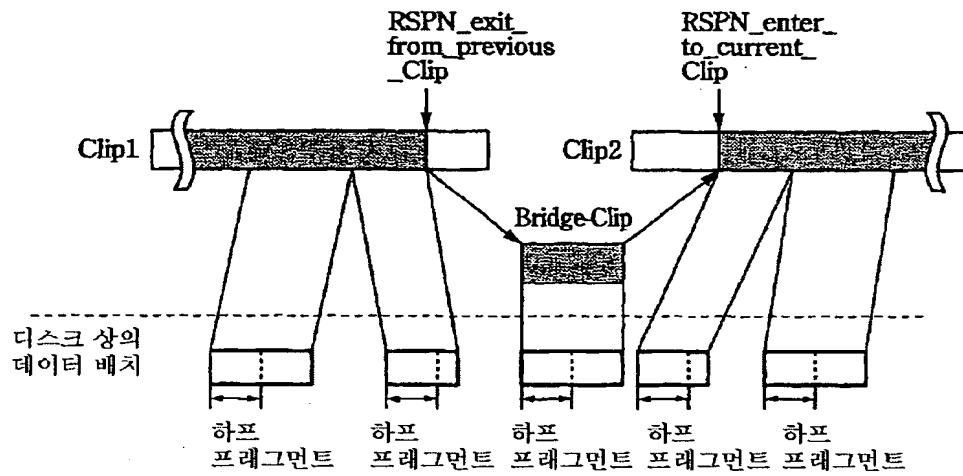 RSPN_exit_
from_previous
_Clip
RSPN_enter_
to_current_
Clip
Clip1
Clip2
Bridge-Clip
디스크 상의
데이터 배치
하프
프래그먼트
하프
프래그먼트
하프
프래그먼트
하프
프래그먼트
하프
프래그먼트